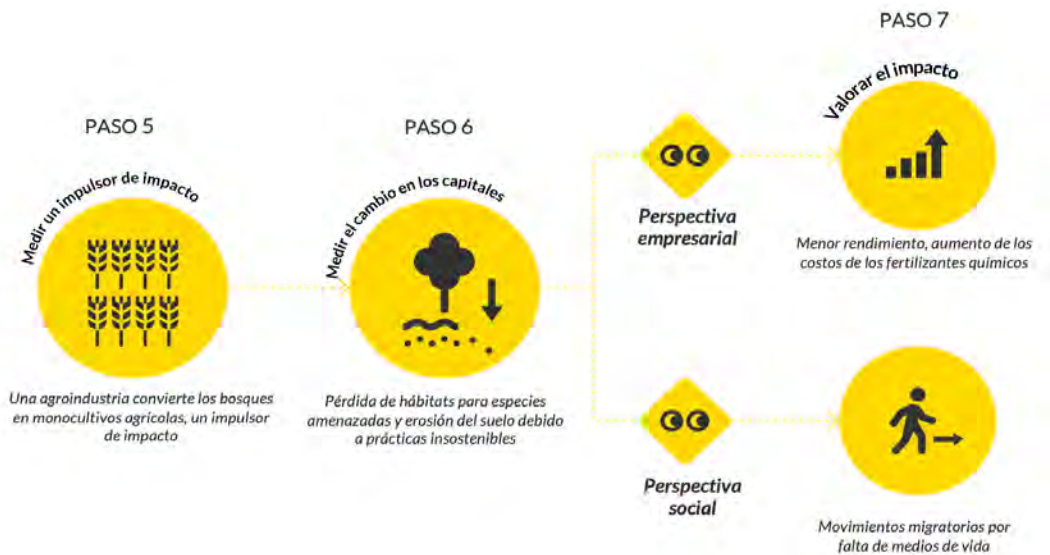 PASO 5
Medir un impulsor de impacto
Una agroindustria convierte los bosques
en monocultivos agrícolas, un impulsor
de impacto
PASO 6
Medir el cambio en los capitales
Pérdida de hábitats para especies
amenazadas y erosión del suelo debido
a prácticas insostenibles
Perspectiva
empresarial
PASO 7
Valorar el impacto
Menor rendimiento, aumento de los
costos de los fertilizantes químicos
Perspectiva
social
Movimientos migratorios por
falta de medios de vida